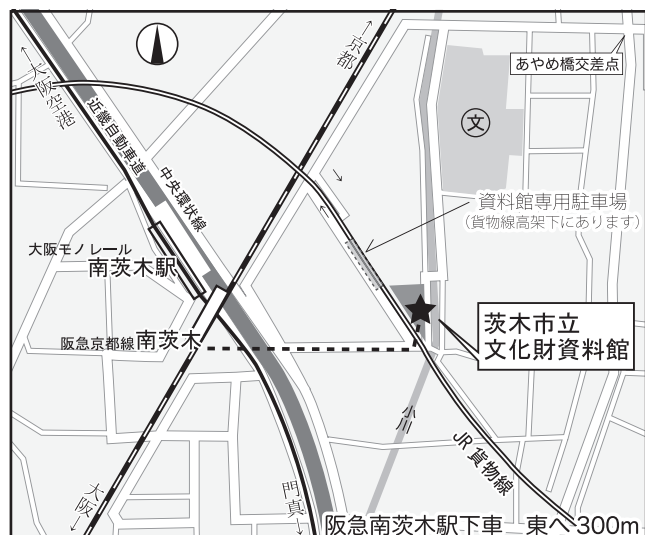 ↑京都
あやめ橋交差点
↑大阪空港
近畿自動車道
文
中央環状線
資料館専用駐車場
(貨物線高架下にあります)
大阪モノレール
南茨木駅
茨木市立
文化財資料館
阪急京都線南茨木
小川
JR貨物線
大阪↓
門真↓
阪急南茨木駅下車 東へ300m